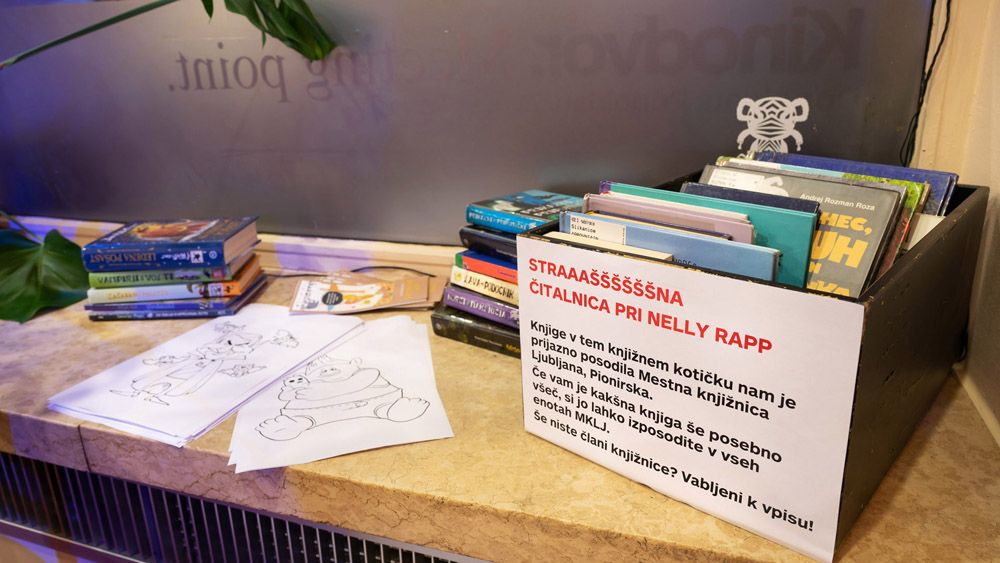 Kinodvor. Meeting point.
Andrej Rozman Roza
LEDENA POŠAST
STRAAAŠŠŠŠŠŠNA
ČITALNICA PRI NELLY RAPP
Knjige v tem knjižnem kotičku nam je
prijazno posodila Mestna knjižnica
Ljubljana, Pionirska.
Če vam je kakšna knjiga še posebno
všeč, si jo lahko izposodite v vseh
enotah MKLJ.
Še niste člani knjižnice? Vabljeni k vpisu!